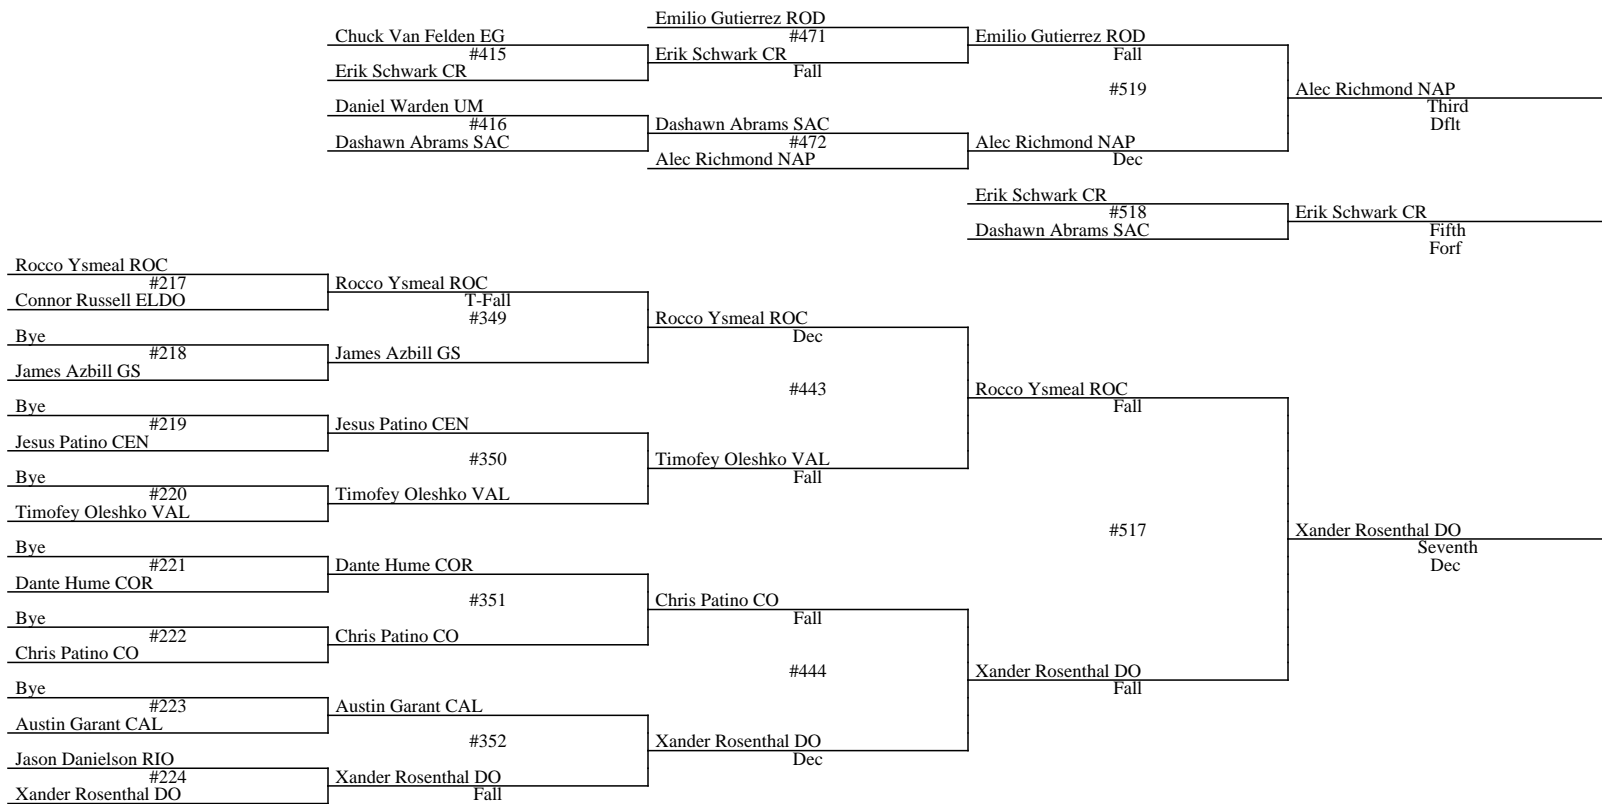 Emilio Gutierrez ROD
Chuck Van Felden EG
#471
Emilio Gutierrez ROD
#415
Erik Schwark CR
Fall
Erik Schwark CR
Fall
#519
Alec Richmond NAP
Daniel Warden UM
Third
#416
Dashawn Abrams SAC
Dflt
Dashawn Abrams SAC
#472
Alec Richmond NAP
Alec Richmond NAP
Dec
Erik Schwark CR
#518
Erik Schwark CR
Dashawn Abrams SAC
Fifth
Forf
Rocco Ysmeal ROC
#217
Rocco Ysmeal ROC
Connor Russell ELDO
T-Fall
#349
Rocco Ysmeal ROC
Bye
Dec
#218
James Azbill GS
James Azbill GS
#443
Rocco Ysmeal ROC
Bye
Fall
#219
Jesus Patino CEN
Jesus Patino CEN
#350
Timofey Oleshko VAL
Bye
Fall
#220
Timofey Oleshko VAL
Timofey Oleshko VAL
#517
Xander Rosenthal DO
Bye
Seventh
#221
Dante Hume COR
Dec
Dante Hume COR
#351
Chris Patino CO
Bye
Fall
#222
Chris Patino CO
Chris Patino CO
#444
Xander Rosenthal DO
Bye
Fall
#223
Austin Garant CAL
Austin Garant CAL
#352
Xander Rosenthal DO
Jason Danielson RIO
Dec
#224
Xander Rosenthal DO
Xander Rosenthal DO
Fall